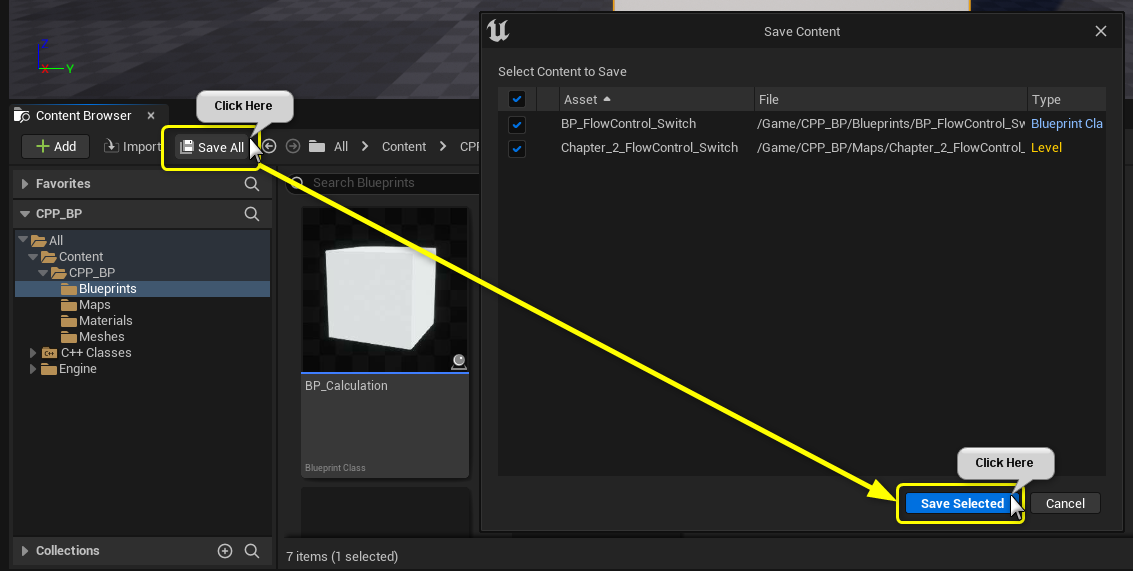 Save Content
Select Content to Save
Asset File Type
BP_FlowControl_Switch /Game/CPP_BP/Blueprints/BP_FlowControl_Sw Blueprint Cla
Chapter_2_FlowControl_Switch /Game/CPP_BP/Maps/Chapter_2_FlowControl_ Level
Click Here
Save Selected Cancel
Z
X Y
Content Browser
Click Here
Add Import Save All All Content CPP
Favorites
Search Blueprints
CPP_BP
All
Content
CPP_BP
Blueprints
Maps
Materials
Meshes
C++ C++ Classes
Engine
BP_Calculation
Blueprint Class
Collections
7 items (1 selected)